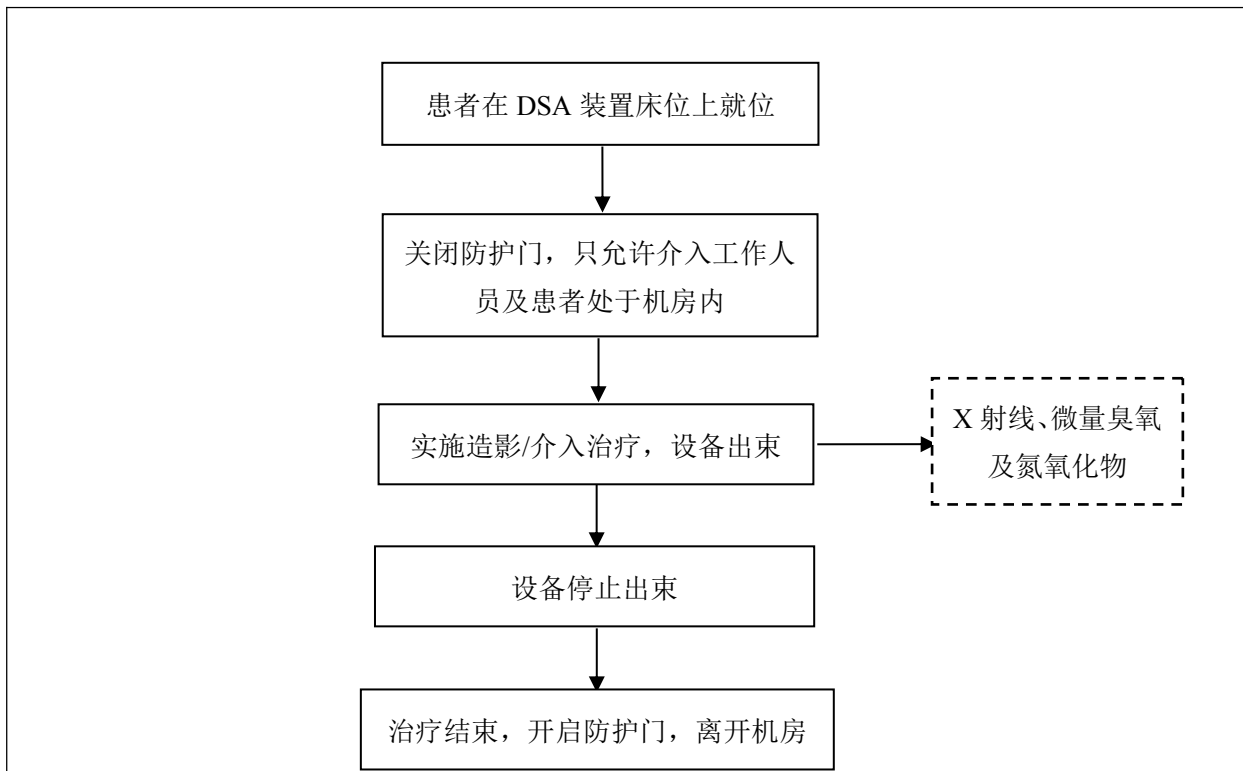 患者在 DSA 装置床位上就位
关闭防护门，只允许介入工作人
员及患者处于机房内
实施造影/介入治疗，设备出束
X 射线、微量臭氧
及氮氧化物
设备停止出束
治疗结束，开启防护门，离开机房